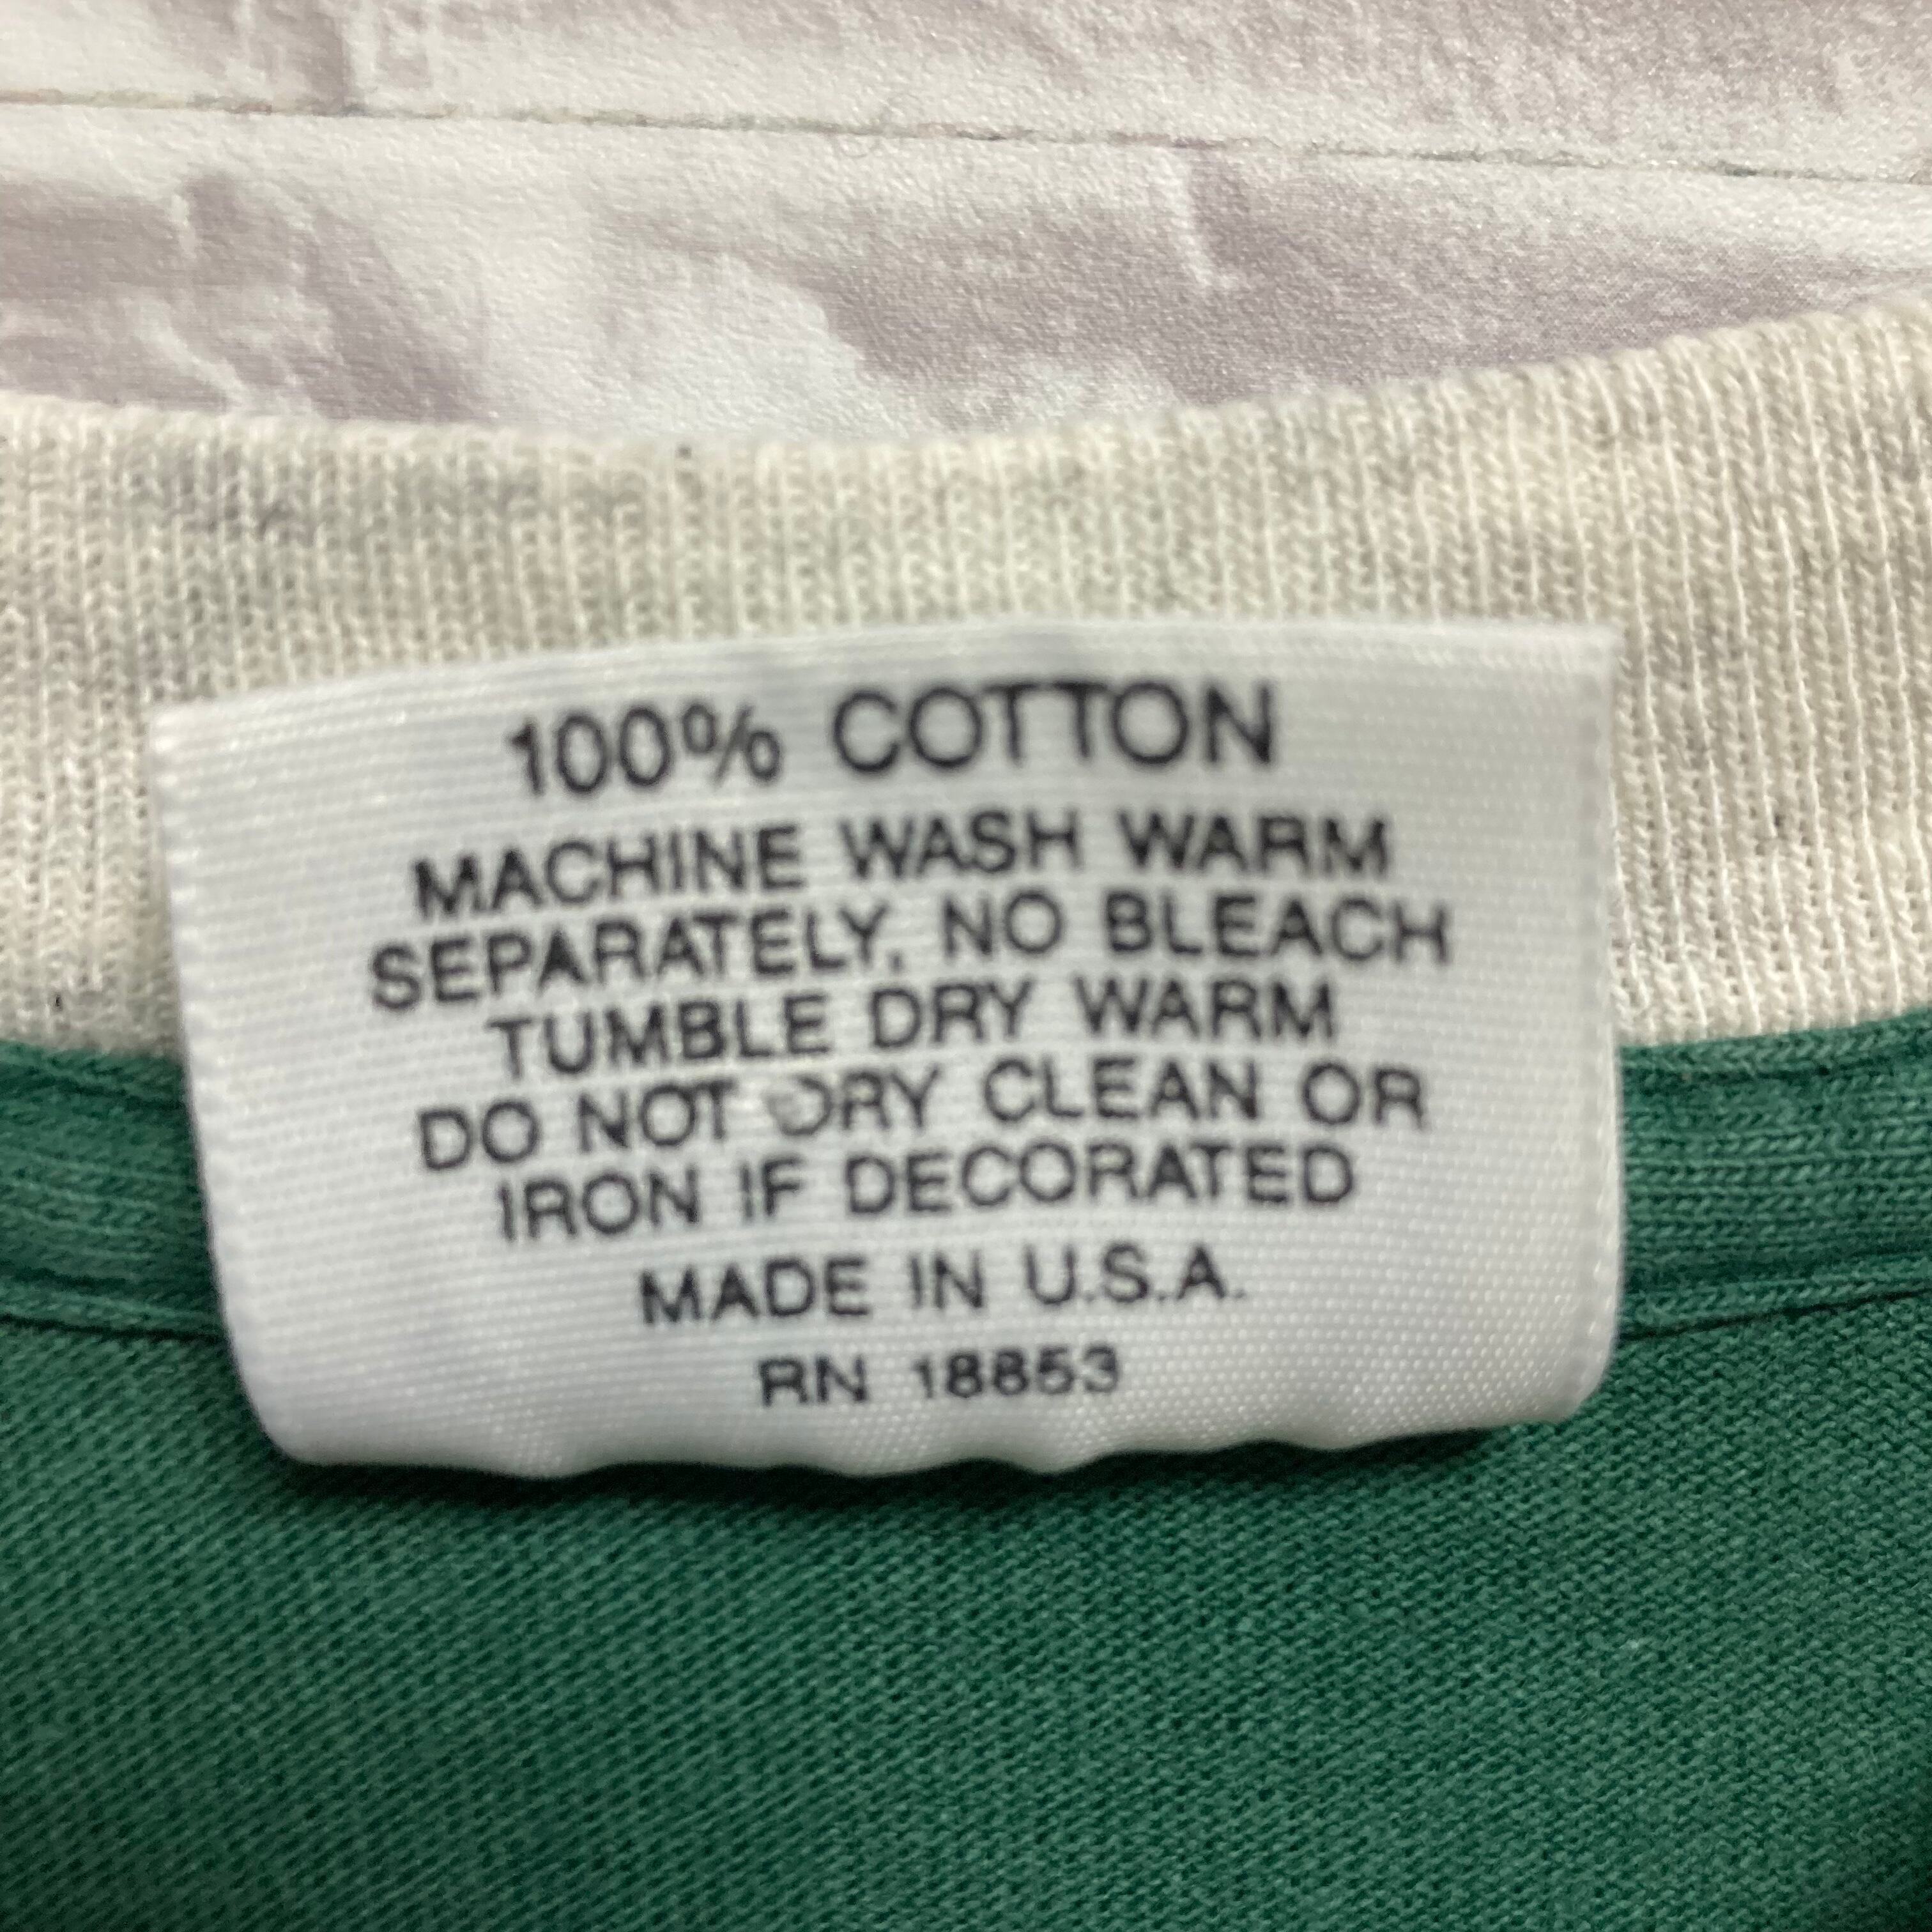 100% COTTON
MACHINE WASH WARM
SEPARATELY. NO BLEACH
TUMBLE DRY WARM
DO NOT DRY CLEAN OR
IRON IF DECORATED
MADE IN U.S.A.
RN 18853